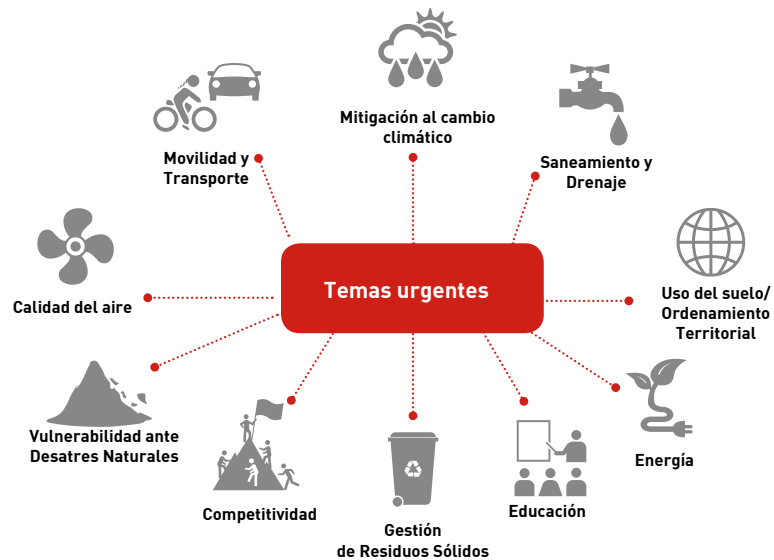 Mitigación al cambio
climático
Movilidad y
Transporte
Saneamiento y
Drenaje
Calidad del aire
Temas urgentes
Uso del suelo/
Ordenamiento
Territorial
Vulnerabilidad ante
Desatres Naturales
Energía
Competitividad
Educación
Gestión
de Residuos Sólidos